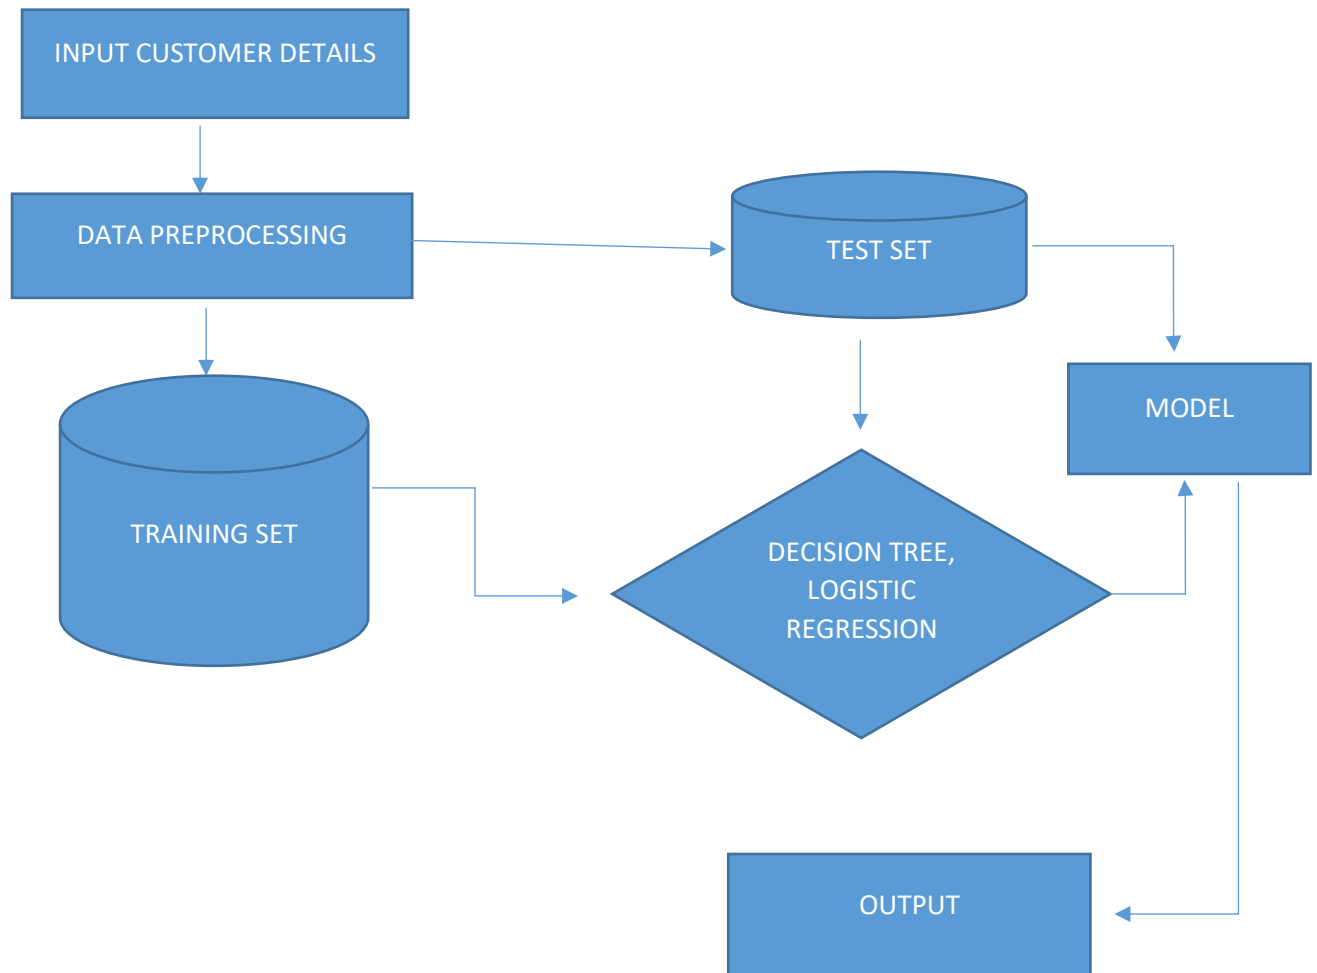 INPUT CUSTOMER DETAILS
DATA PREPROCESSING
TEST SET
MODEL
TRAINING SET
DECISION TREE,
LOGISTIC
REGRESSION
OUTPUT